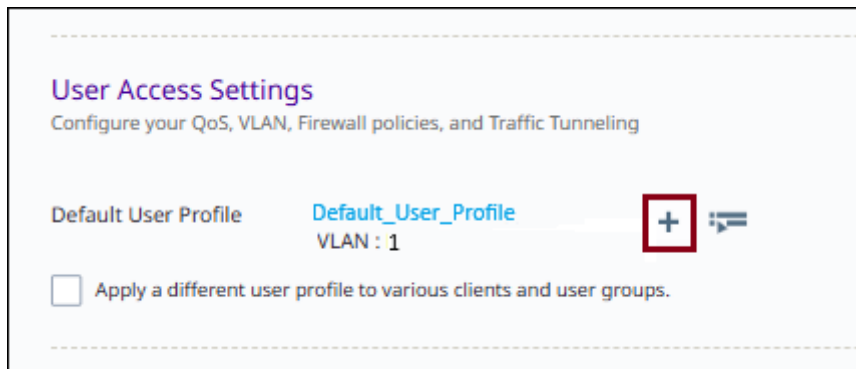 User Access Settings
Configure your QoS, VLAN, Firewall policies, and Traffic Tunneling
Default User Profile Default_User_Profile
VLAN : 1
Apply a different user profile to various clients and user groups.